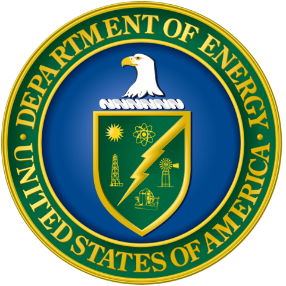 DEPARTMENT OF ENERGY
UNITED STATES OF AMERICA